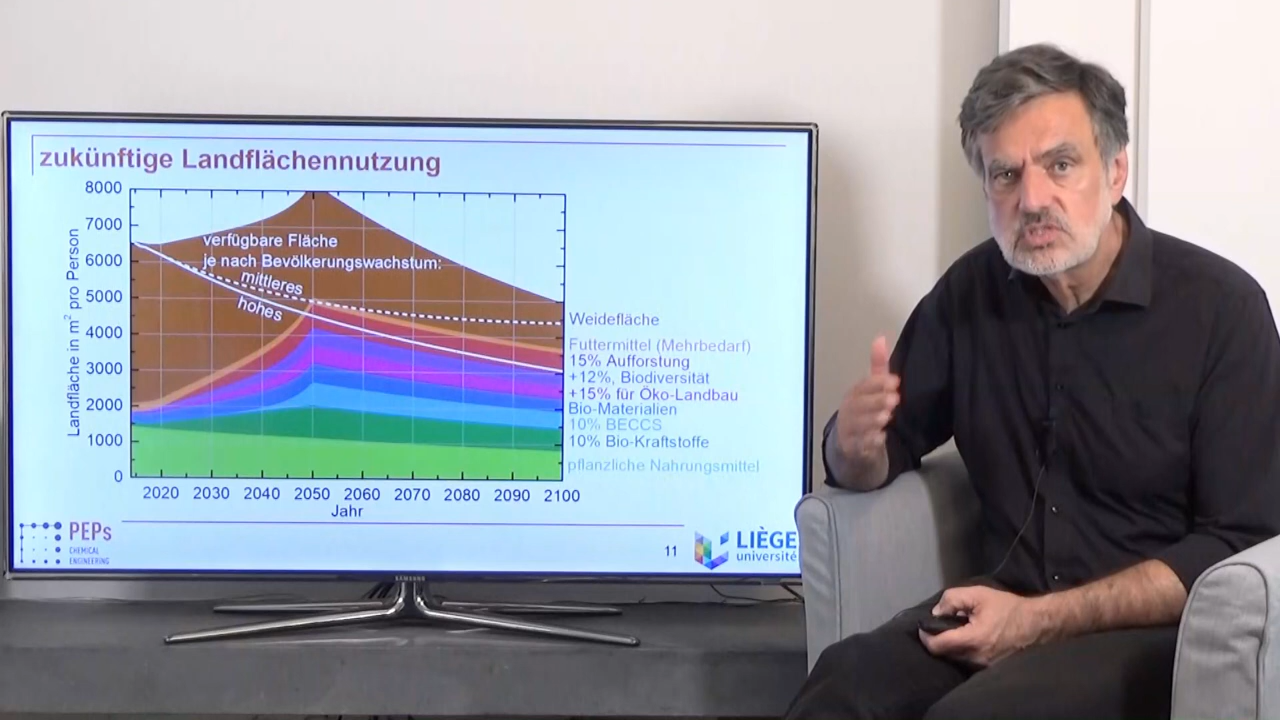 zukünftige Landflächennutzung
8000
7000
6000
5000
4000
3000
2000
1000
0
Landfläche in m² pro Person
verfügbare Fläche
je nach Bevölkerungswachstum:
mittleres
hohes
Weidefläche
Futtermittel (Mehrbedarf)
15% Aufforstung
+12%, Biodiversität
+15% für Öko-Landbau
Bio-Materialien
10% BECCS
10% Bio-Kraftstoffe
pflanzliche Nahrungsmittel
2020 2030 2040 2050 2060 2070 2080 2090 2100
Jahr
PEPs
CHEMICAL
ENGINEERING
11
LIÈGE
université
SAMSUNG